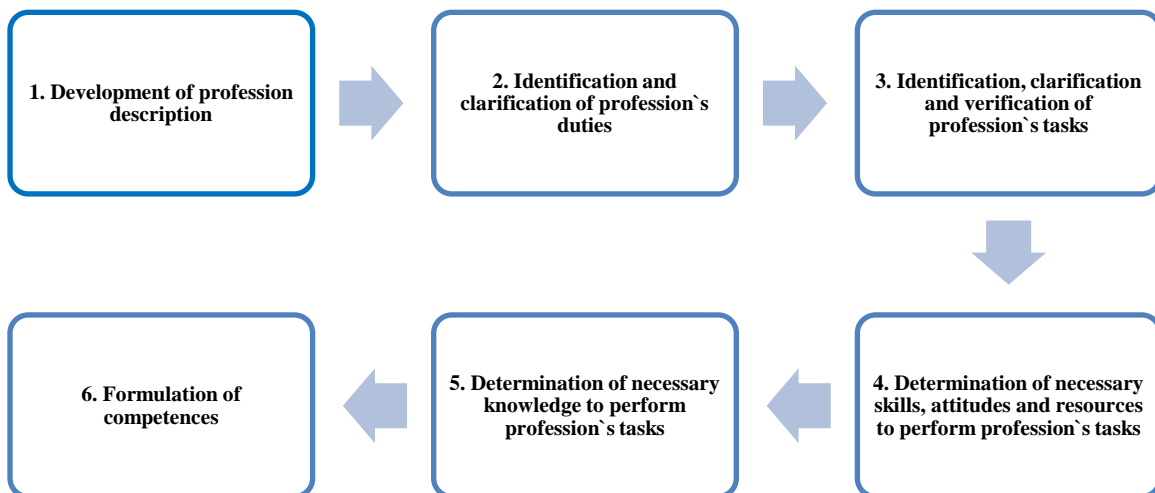 1. Development of profession
description
2. Identification and
clarification of profession`s
duties
3. Identification, clarification
and verification of
profession`s tasks
4. Determination of necessary
skills, attitudes and resources
to perform profession`s tasks
5. Determination of necessary
knowledge to perform
profession`s tasks
6. Formulation of
competences